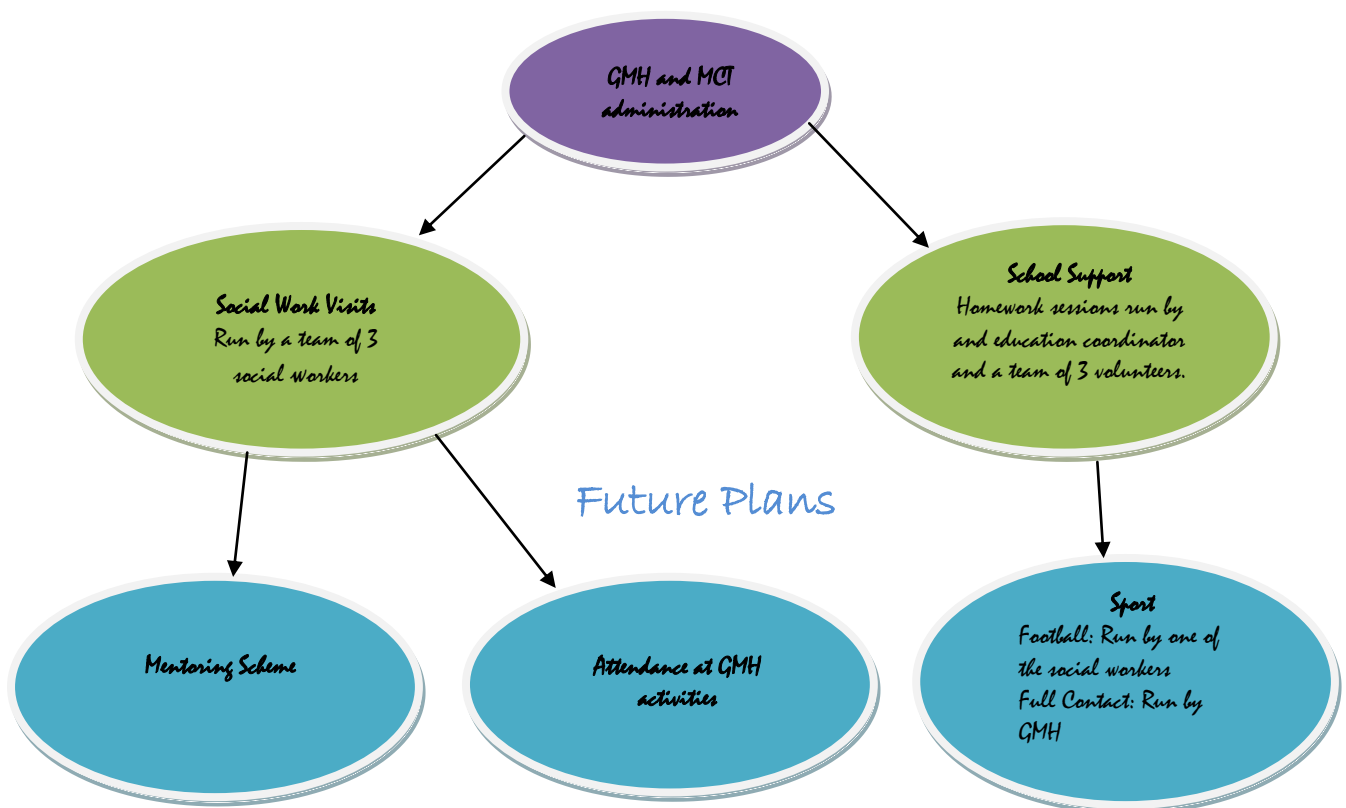 GMH and MCT
administration
Social Work Visits
Run by a team of 3
social workers
School Support
Homework sessions run by
and education coordinator
and a team of 3 volunteers.
Future Plans
Mentoring Scheme
Attendance at GMH
activities
Sport
Football: Run by one of
the social workers
Full Contact: Run by
GMH